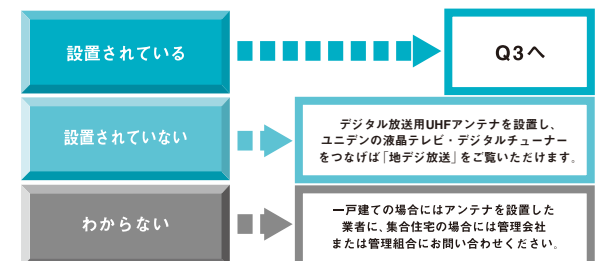 設置されている
Q3へ
設置されていない
デジタル放送用UHFアンテナを設置し、
ユニデンの液晶テレビ・デジタルチューナー
をつなげば「地デジ放送」をご覧いただけます。
わからない
一戸建ての場合にはアンテナを設置した
業者に、集合住宅の場合には管理会社
または管理組合にお問い合わせください。